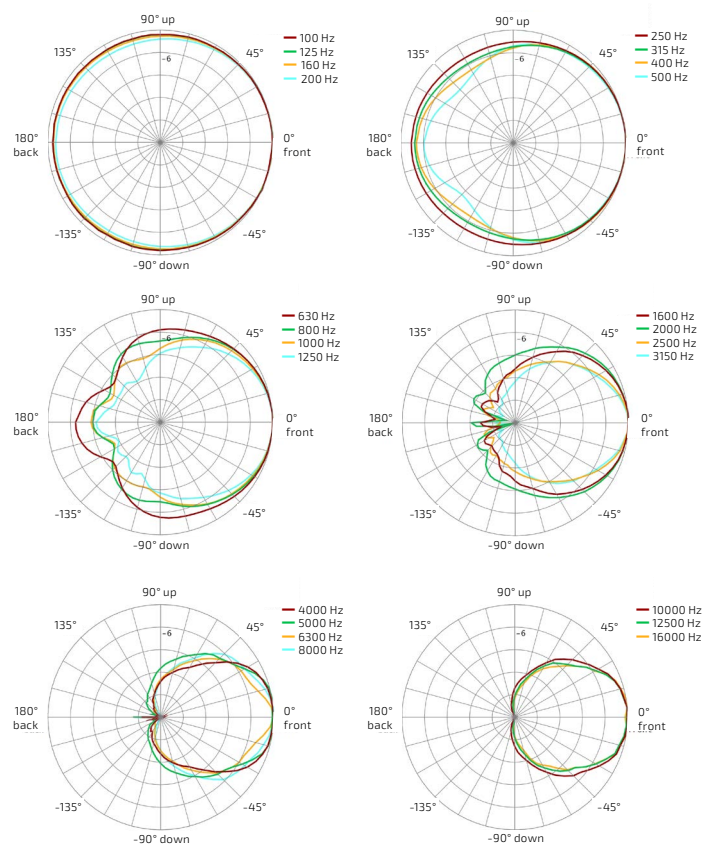 90° up
135°
45°
-6
180°
back
0°
front
-135°
-45°
-90° down
100 Hz
125 Hz
160 Hz
200 Hz
90° up
135°
45°
-6
180°
back
0°
front
-135°
-45°
-90° down
250 Hz
315 Hz
400 Hz
500 Hz
90° up
135°
45°
-6
180°
back
0°
front
-135°
-45°
-90° down
630 Hz
800 Hz
1000 Hz
1250 Hz
90° up
135°
45°
-6
180°
back
0°
front
-135°
-45°
-90° down
1600 Hz
2000 Hz
2500 Hz
3150 Hz
90° up
135°
45°
-6
180°
back
0°
front
-135°
-45°
-90° down
4000 Hz
5000 Hz
6300 Hz
8000 Hz
90° up
135°
45°
-6
180°
back
0°
front
-135°
-45°
-90° down
10000 Hz
12500 Hz
16000 Hz